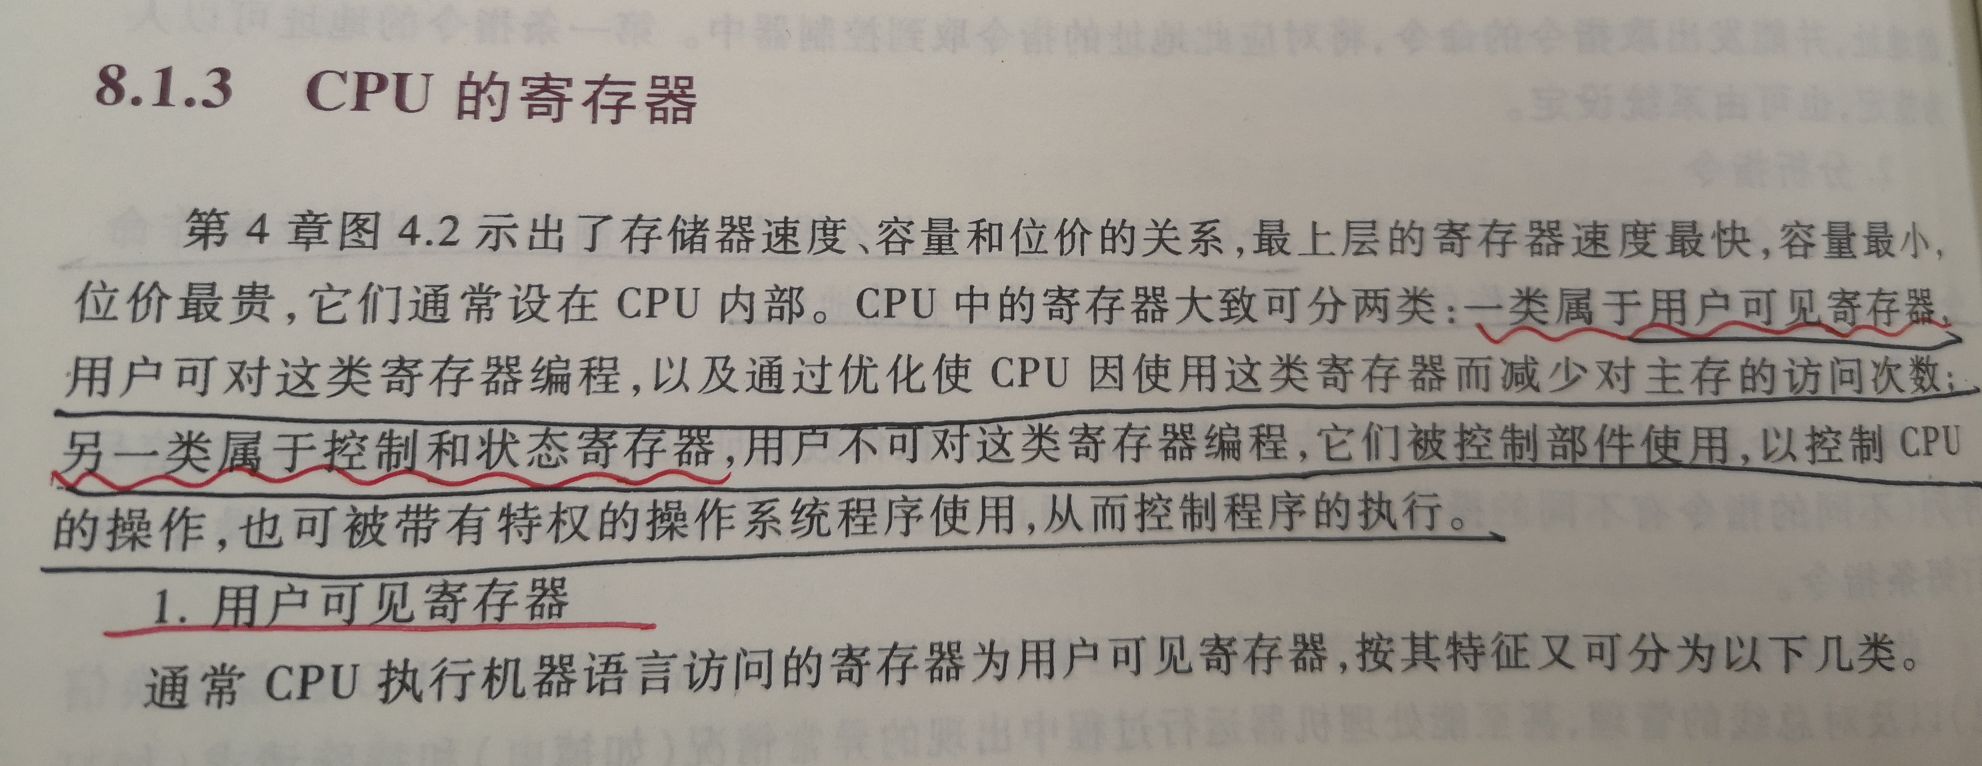 8.1.3 CPU 的寄存器
第 4 章图 4.2 示出了存储器速度、容量和位价的关系,最上层的寄存器速度最快,容量最小,
位价最贵,它们通常设在 CPU 内部。CPU 中的寄存器大致可分两类:一类属于用户可见寄存器,
用户可对这类寄存器编程,以及通过优化使 CPU 因使用这类寄存器而减少对主存的访问次数;
另一类属于控制和状态寄存器,用户不可对这类寄存器编程,它们被控制部件使用,以控制 CPU
的操作,也可被带有特权的操作系统程序使用,从而控制程序的执行。
1. 用户可见寄存器
通常 CPU 执行机器语言访问的寄存器为用户可见寄存器,按其特征又可分为以下几类。